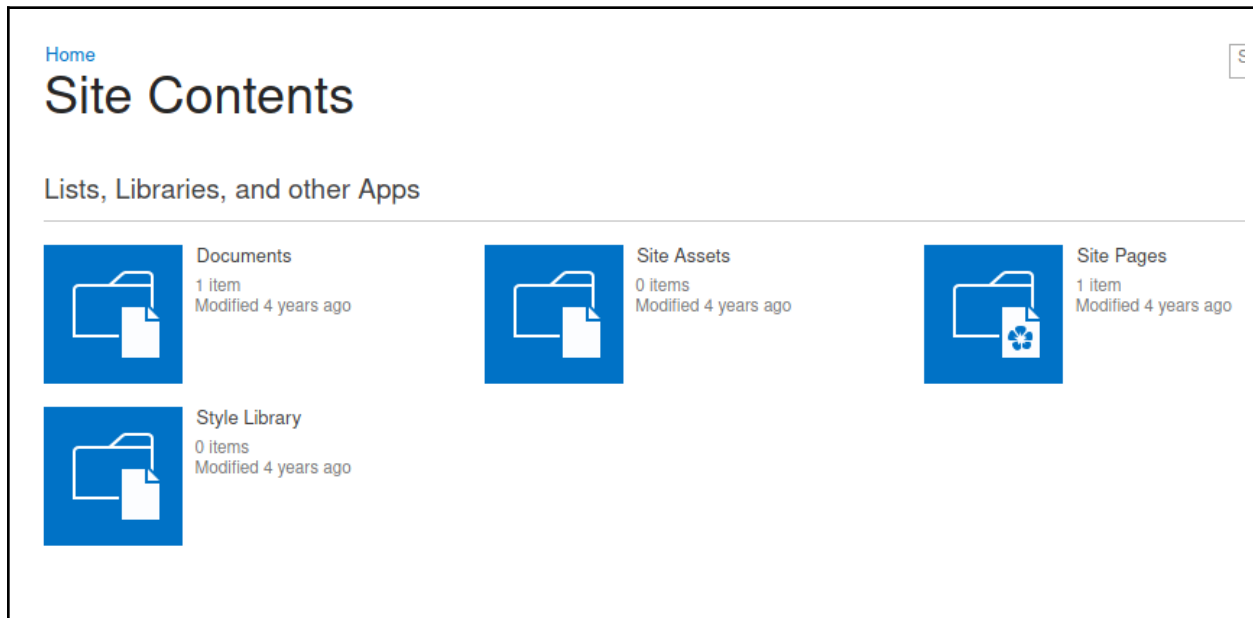 Home
Site Contents
Lists, Libraries, and other Apps
Documents
1 item
Modified 4 years ago
Site Assets
0 items
Modified 4 years ago
Site Pages
1 item
Modified 4 years ago
Style Library
0 items
Modified 4 years ago